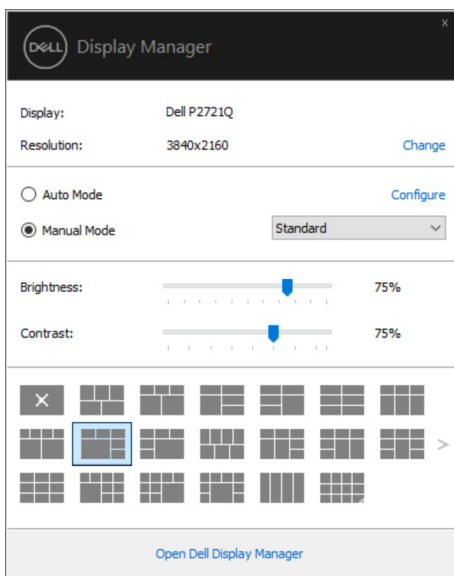 x
DELL Display Manager
Display: Dell P2721Q
Resolution: 3840x2160 Change
Auto Mode Configure
Manual Mode Standard
Brightness: 75%
Contrast: 75%
Open Dell Display Manager